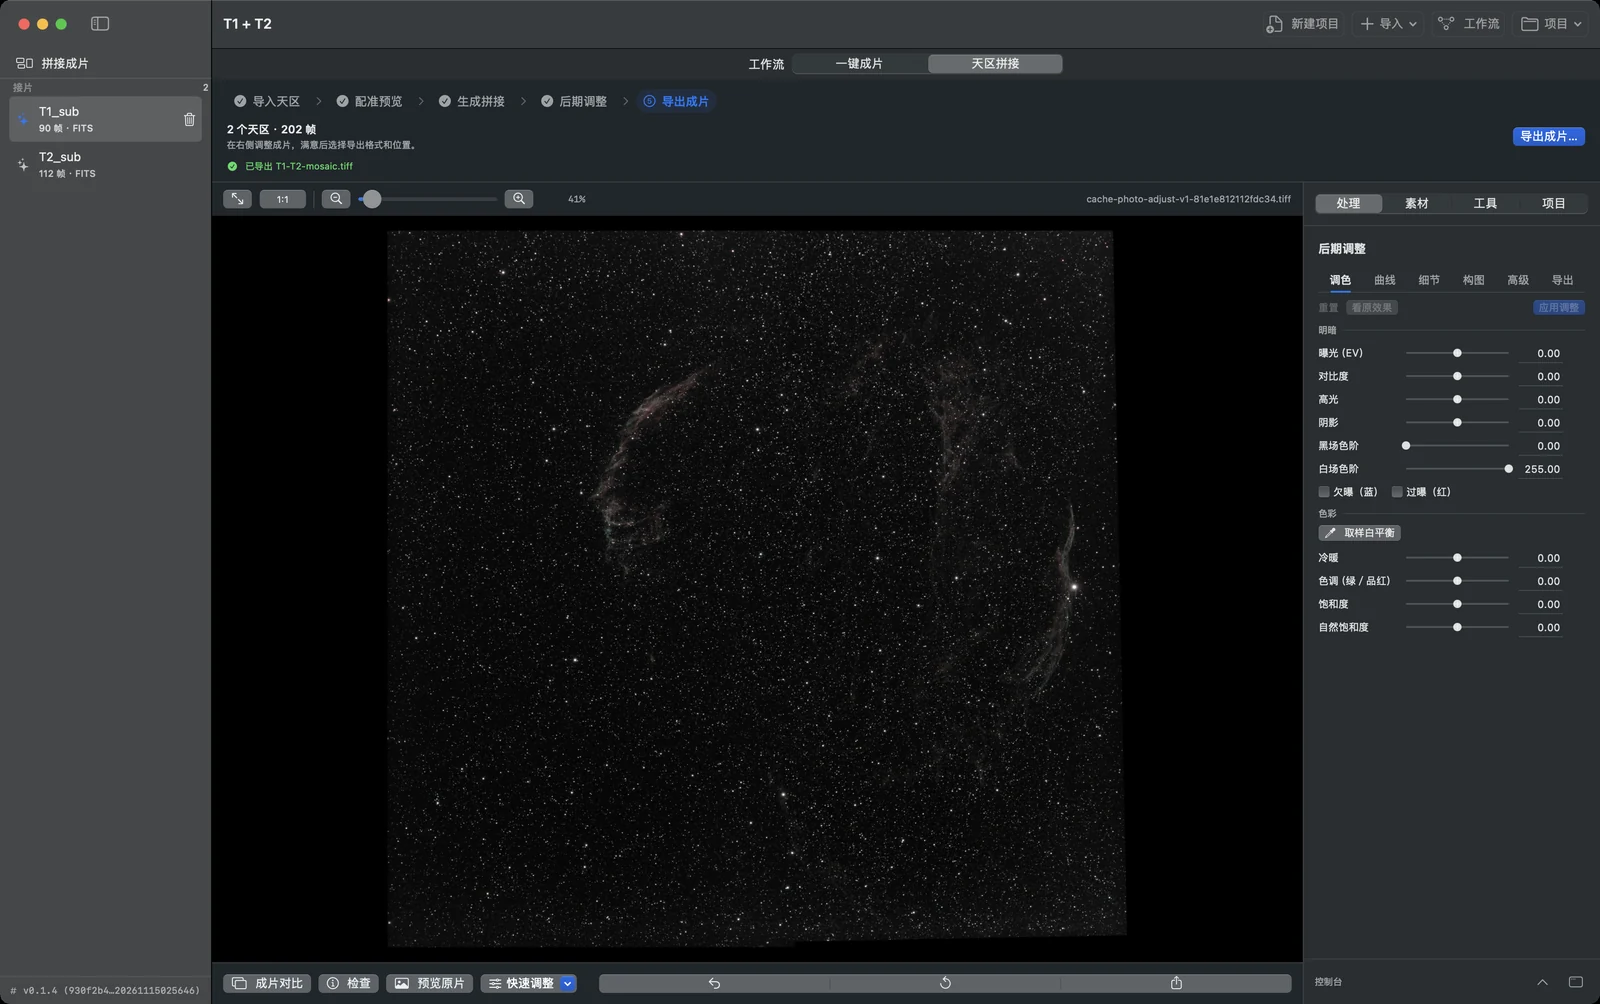 T1 + T2
新建项目
导入
工作流
项目
拼接成片
接片 2
T1_sub
90 帧 · FITS
T2_sub
112 帧 · FITS
工作流
一键成片
天区拼接
导入天区
配准预览
生成拼接
后期调整
5 导出成片
2 个天区 · 202 帧
在右侧调整成片，满意后选择导出格式和位置。
已导出 T1-T2-mosaic.tiff
导出成片...
1:1
41%
cache-photo-adjust-v1-81e1e812112fdc34.tiff
处理
素材
工具
项目
后期调整
调色
曲线
细节
构图
高级
导出
重置
看原效果
应用调整
明暗
曝光 (EV) 0.00
对比度 0.00
高光 0.00
阴影 0.00
黑场色阶 0.00
白场色阶 255.00
欠曝（蓝）
过曝（红）
色彩
取样白平衡
冷暖 0.00
色调 (绿 / 品红) 0.00
饱和度 0.00
自然饱和度 0.00
# v0.1.4 (930f2b4…20261115025646)
成片对比
检查
预览原片
快速调整
控制台